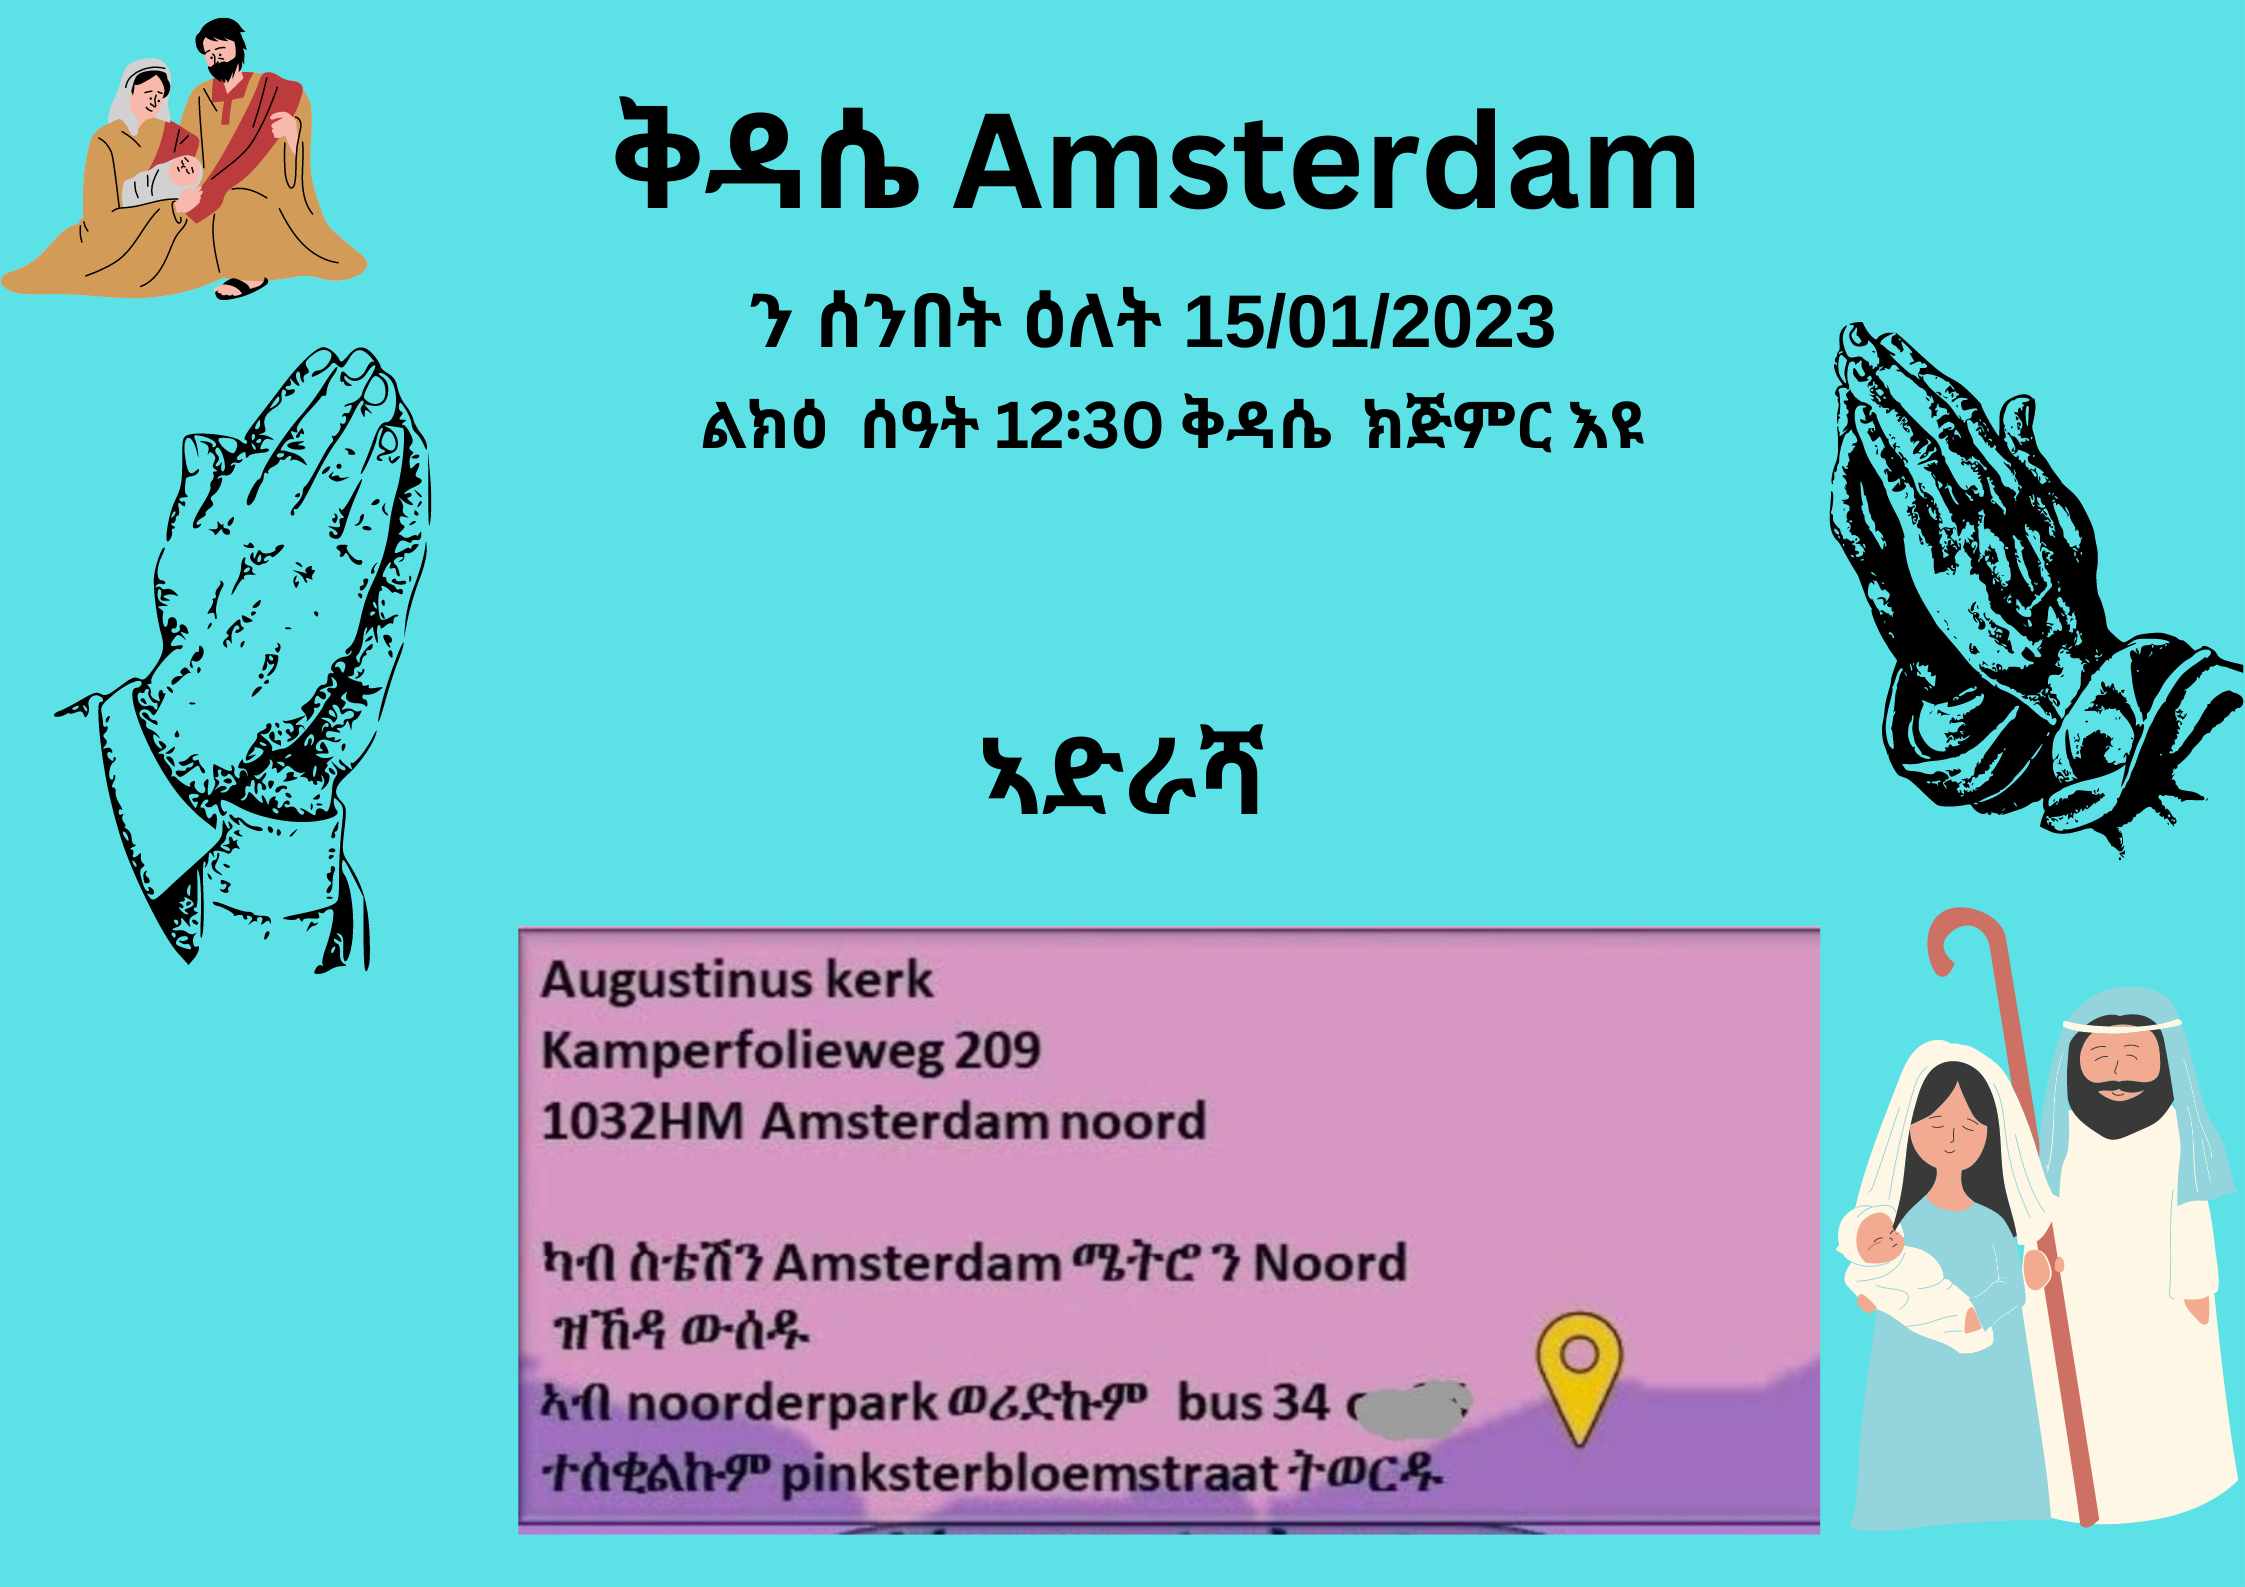 ቅዳሴ Amsterdam
ን ሰንበት ዕለት 15/01/2023
ልክዕ ሰዓት 12:30 ቅዳሴ ክጅምር እዩ
ኣድራሻ
Augustinus kerk
Kamperfolieweg 209
1032HM Amsterdam noord
ካብ ስቴሽን Amsterdam ሜትሮ ን Noord
ዝኸዳ ውሰዱ
ኣብ noorderpark ወሪድኩም bus 34
ተሰቂልኩም pinksterbloemstraat ትወርዱ